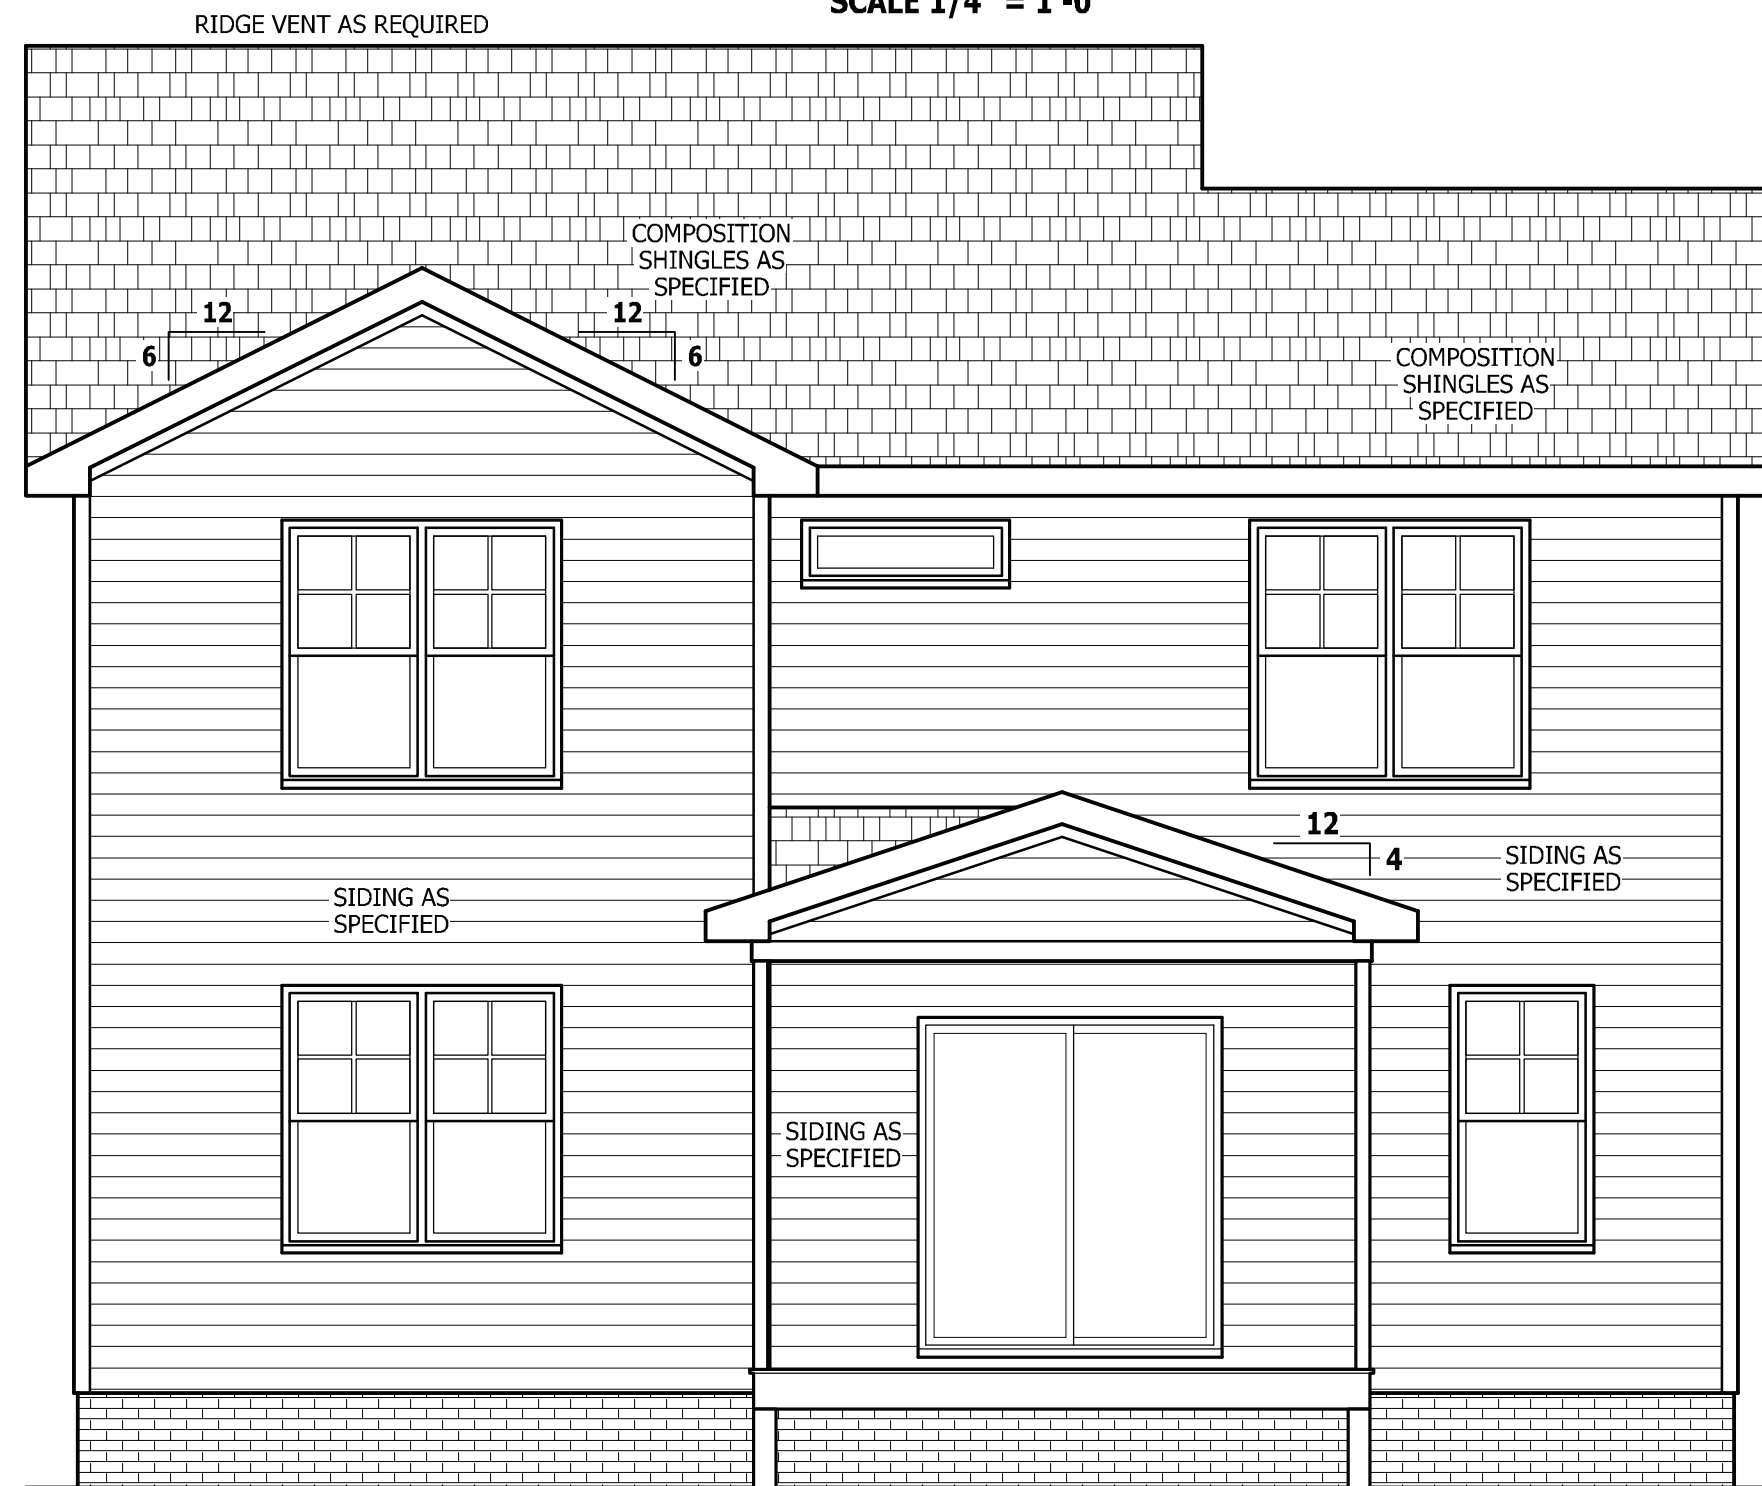 SCALE 1/4" = 1'-0"
RIDGE VENT AS REQUIRED
COMPOSITION
SHINGLES AS
SPECIFIED
12
6
12
6
COMPOSITION
SHINGLES AS
SPECIFIED
12
4
SIDING AS
SPECIFIED
SIDING AS
SPECIFIED
SIDING AS
SPECIFIED